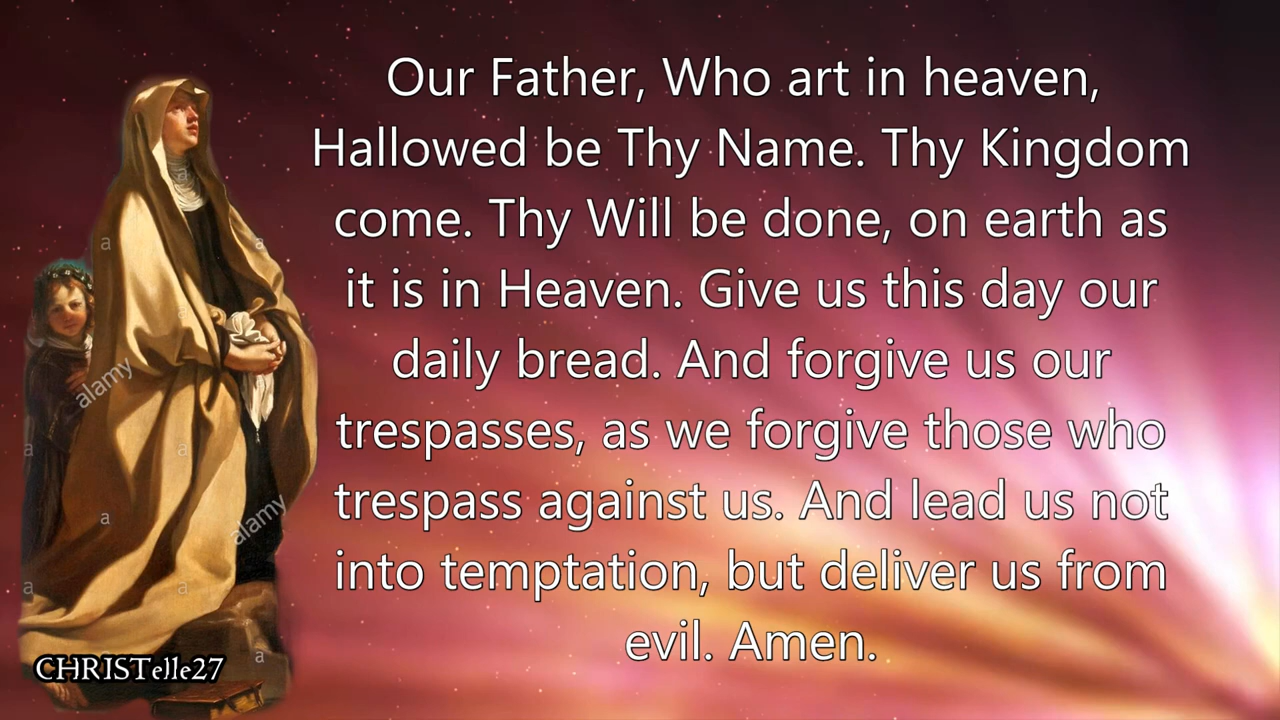 Our Father, Who art in heaven,
Hallowed be Thy Name. Thy Kingdom
come. Thy Will be done, on earth as
it is in Heaven. Give us this day our
daily bread. And forgive us our
trespasses, as we forgive those who
trespass against us. And lead us not
into temptation, but deliver us from
evil. Amen.
a
a
a
a
alamy
a
a
a
alamy
a
a
a
CHRISTelle27